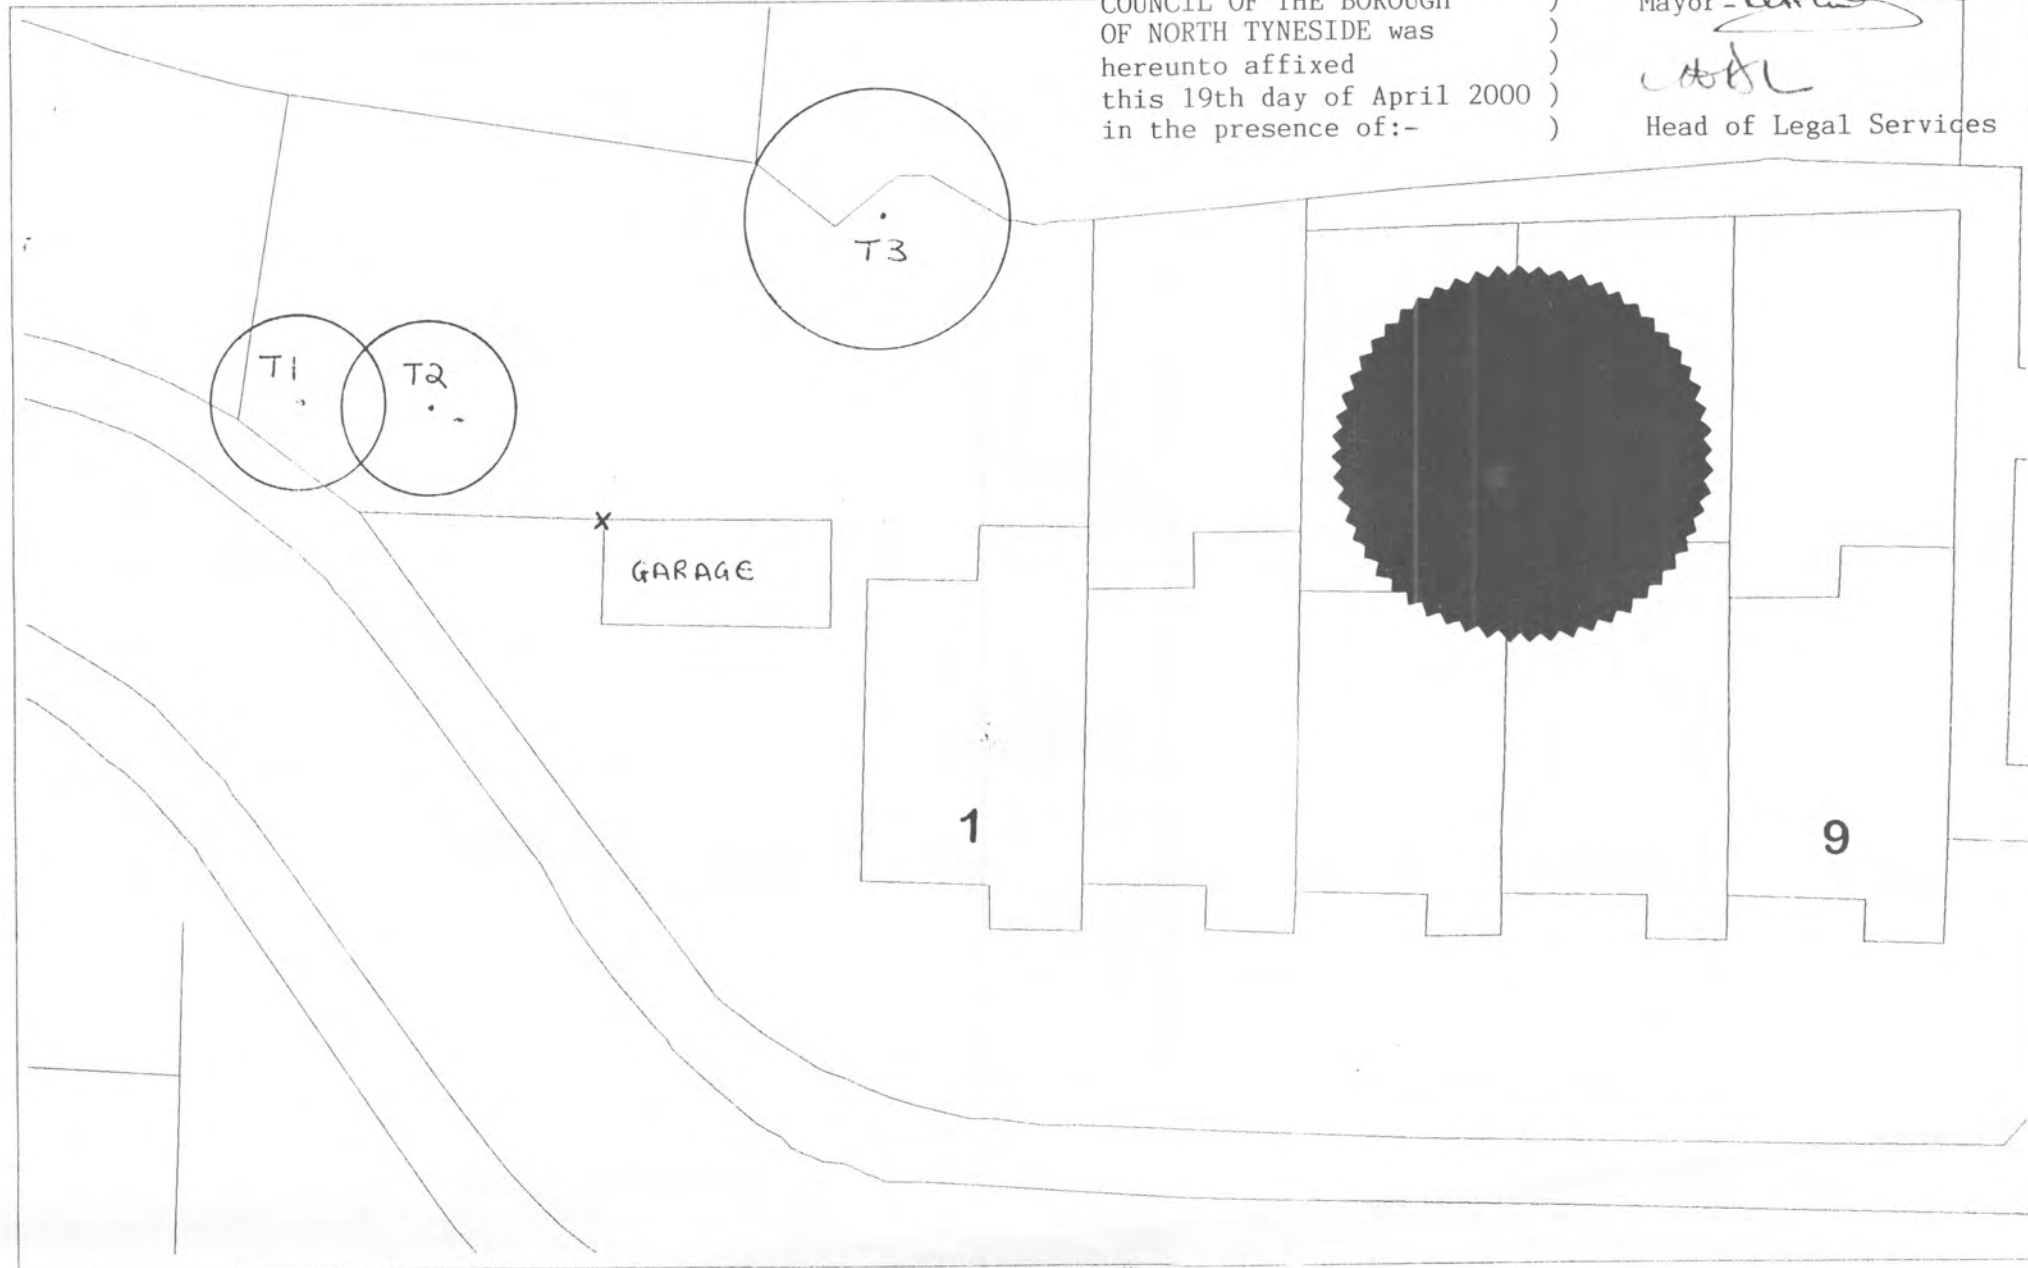 COUNCIL OF THE BOROUGH )
OF NORTH TYNESIDE was )
hereunto affixed )
this 19th day of April 2000 )
in the presence of:- )
Mayor
Head of Legal Services
T3
T1
T2
x
GARAGE
1
9